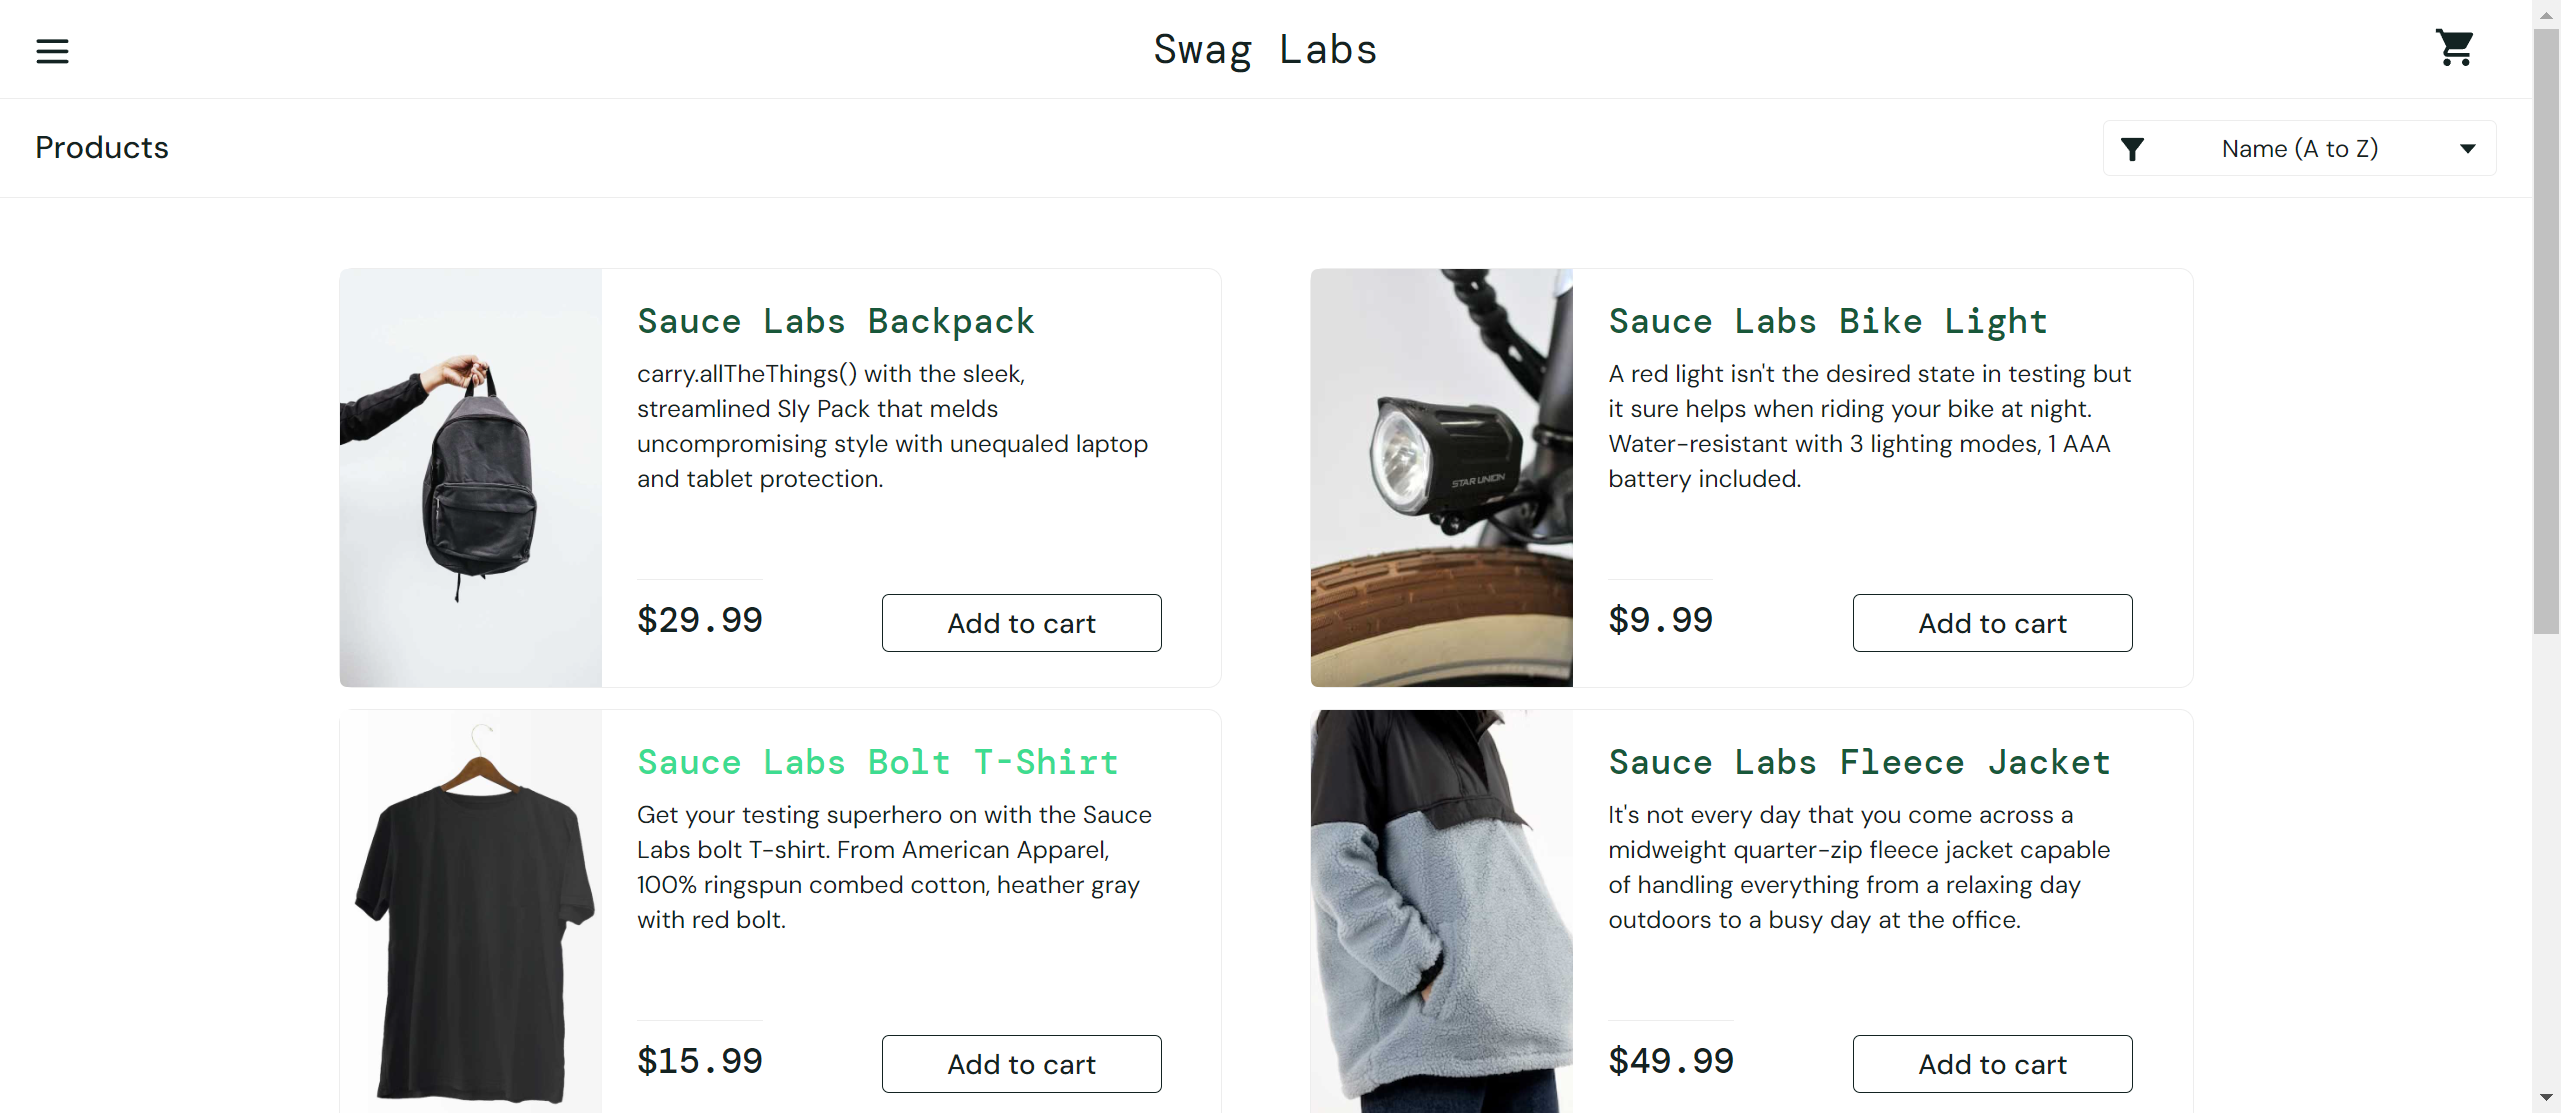 Swag Labs
Products
Name (A to Z)
Sauce Labs Backpack
carry.allTheThings() with the sleek,
streamlined Sly Pack that melds
uncompromising style with unequaled laptop
and tablet protection.
$29.99
Add to cart
Sauce Labs Bike Light
A red light isn't the desired state in testing but
it sure helps when riding your bike at night.
Water-resistant with 3 lighting modes, 1 AAA
battery included.
STAR UNION
$9.99
Add to cart
Sauce Labs Bolt T-Shirt
Get your testing superhero on with the Sauce
Labs bolt T-shirt. From American Apparel,
100% ringspun combed cotton, heather gray
with red bolt.
$15.99
Add to cart
Sauce Labs Fleece Jacket
It's not every day that you come across a
midweight quarter-zip fleece jacket capable
of handling everything from a relaxing day
outdoors to a busy day at the office.
$49.99
Add to cart